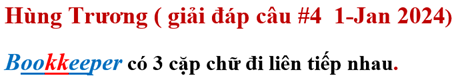 Hùng Trương ( giải đáp câu #4  1-Jan 2024)
Bookkeeper có 3 cặp chữ đi liên tiếp nhau.